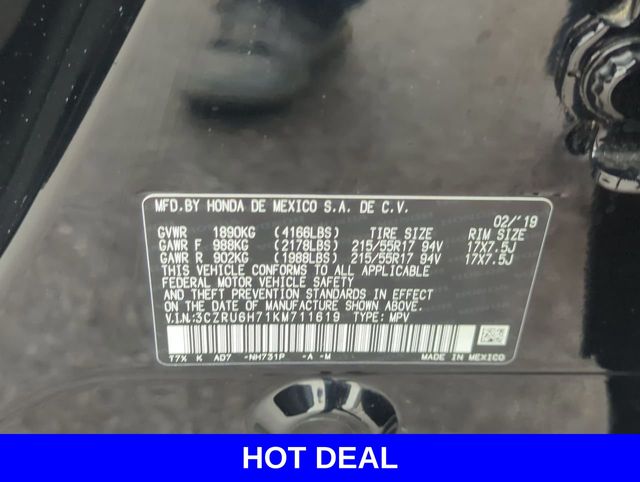 MFD.BY HONDA DE MEXICO S.A. DE C.V.
02/'19
GVWR 1890KG (4166LBS) TIRE SIZE RIM SIZE
GAWR F 988KG (2178LBS) 215/55R17 94V 17X7.5J
GAWR R 902KG (1988LBS) 215/55R17 94V 17X7.5J
THIS VEHICLE CONFORMS TO ALL APPLICABLE
FEDERAL MOTOR VEHICLE SAFETY, BUMPER,
AND THEFT PREVENTION STANDARDS IN EFFECT
ON THE DATE OF MANUFACTURE SHOWN ABOVE.
V.I.N:3CZRU6H71KM711619 TYPE: MPV
T7X K AD7 -NH731P -A -M MADE IN MEXICO
HOT DEAL